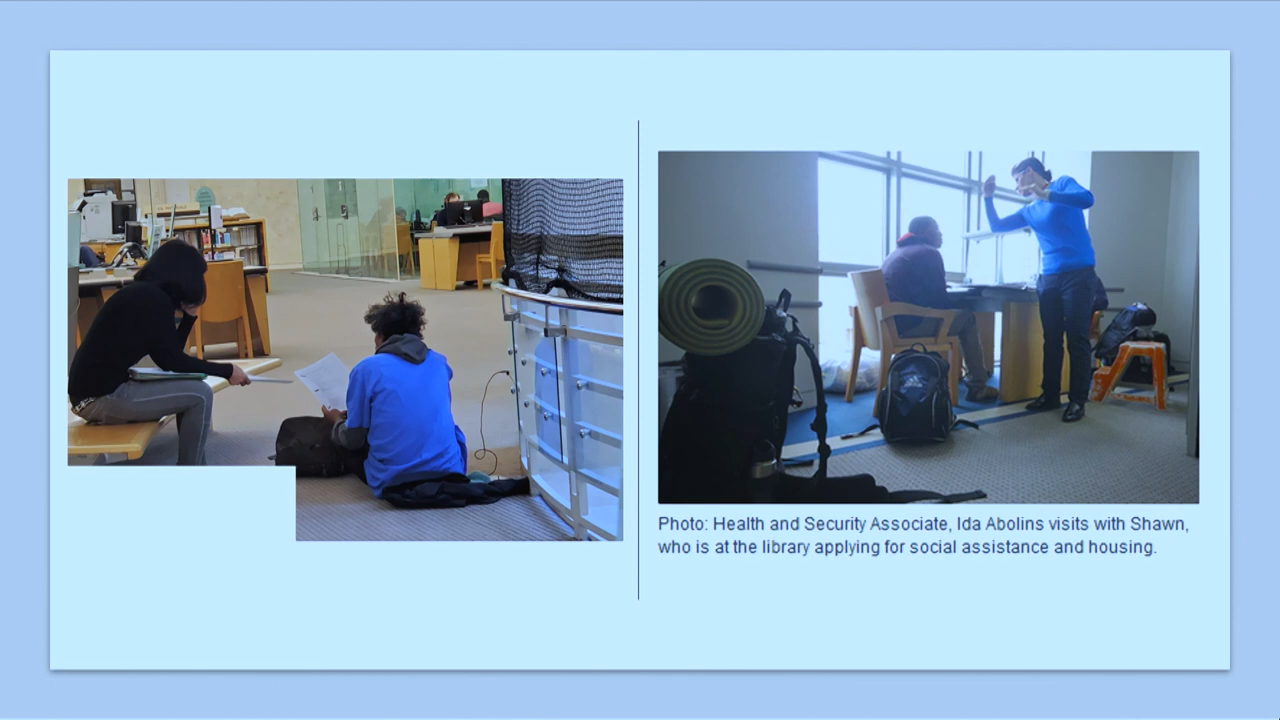 Photo: Health and Security Associate, Ida Abolins visits with Shawn,
who is at the library applying for social assistance and housing.